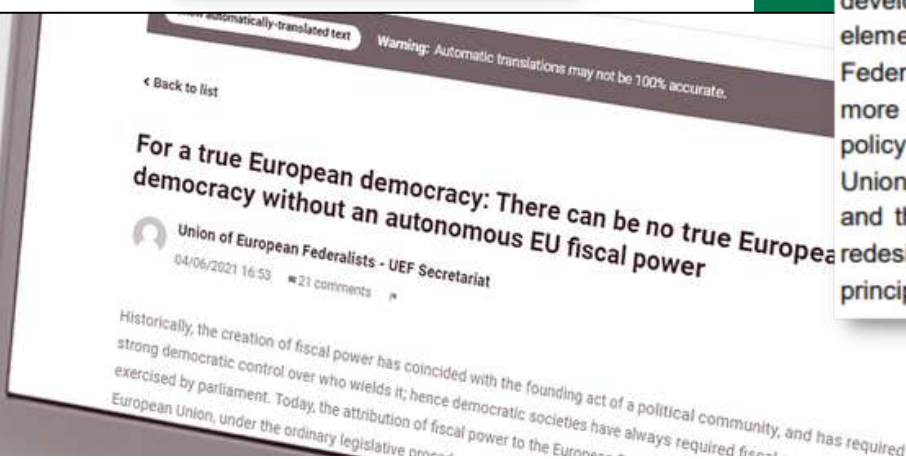 automatically-translated text
Warning: Automatic translations may not be 100% accurate.
< Back to list
For a true European democracy: There can be no true Europea
democracy without an autonomous EU fiscal power
Union of European Federalists - UEF Secretariat
04/06/2021 16:53 21 comments
Historically, the creation of fiscal power has coincided with the founding act of a political community, and has required
strong democratic control over who wields it; hence democratic societies have always required fiscal
exercised by parliament. Today, the attribution of fiscal power to the European
European Union, under the ordinary legislative
develo
eleme
Feder
more
policy
Union
and th
redesi
princip